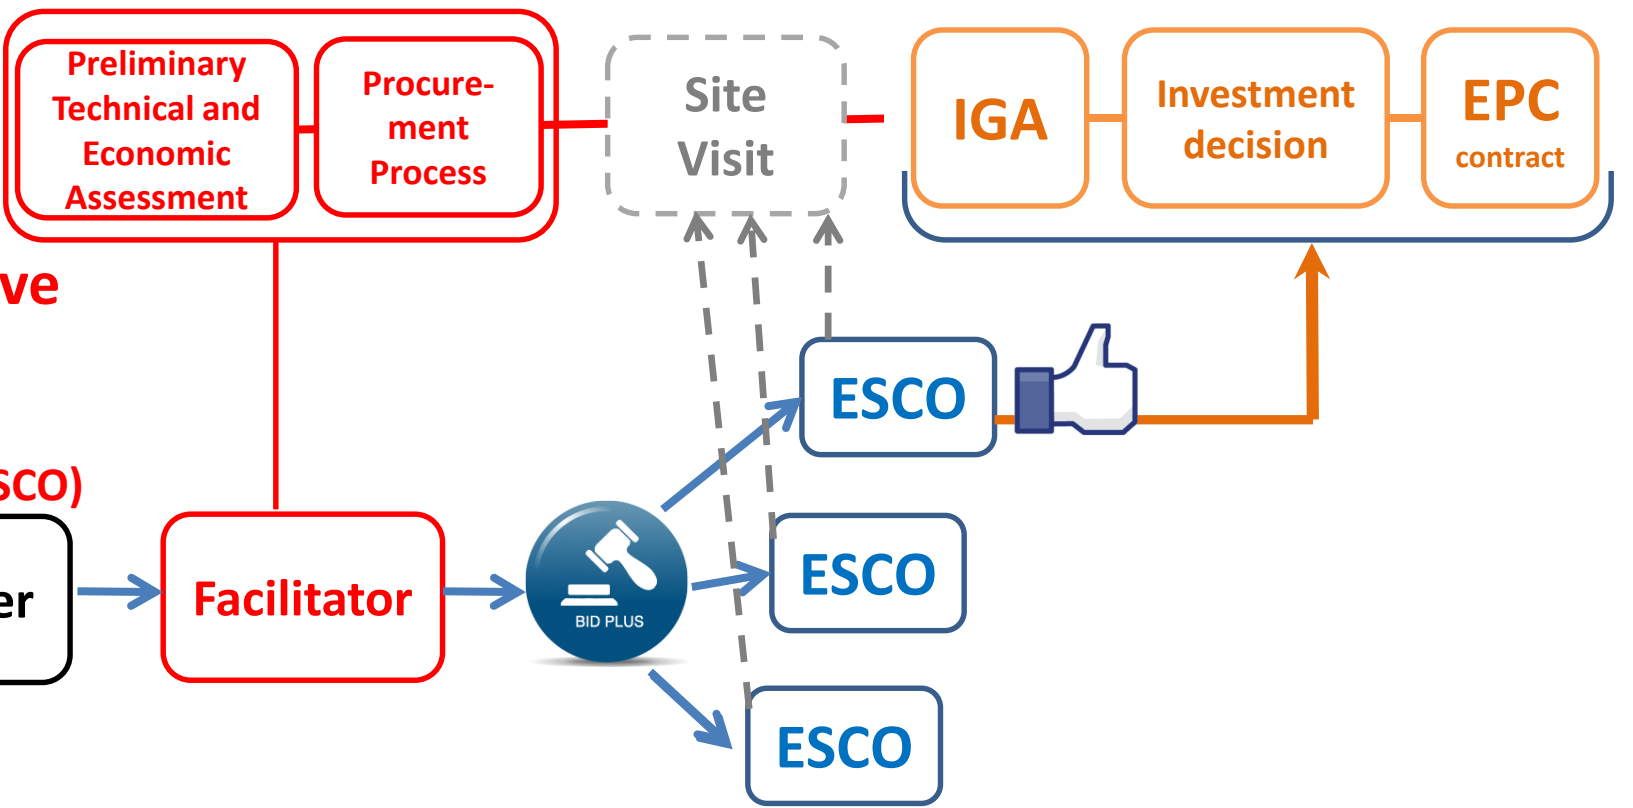 Preliminary
Technical and
Economic
Assessment
Procure-
ment
Process
Site
Visit
IGA
Investment
decision
EPC
contract
ve
ESCO
SCO)
er
Facilitator
BID PLUS
ESCO
ESCO